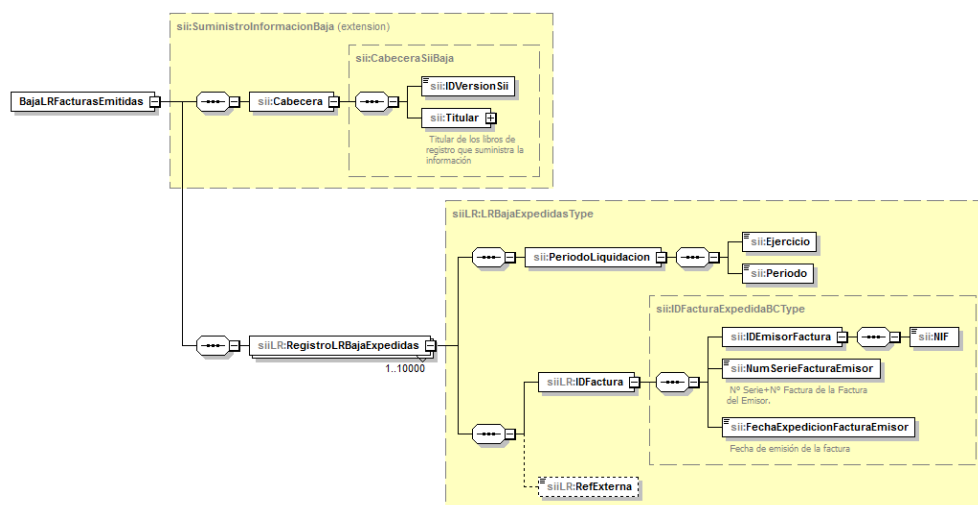 sii:SuministroInformacionBaja (extension)
sii:CabeceraSiiBaja
sii:IDVersionSii
BajaLRFacturasEmitidas
sii:Cabecera
sii:Titular
Titular de los libros de
registro que suministra la
información
siiLR:LRBajaExpedidasType
sii:Ejercicio
sii:PeriodoLiquidacion
sii:Periodo
sii:IDFacturaExpedidaBCType
sii:IDEmisorFactura
sii:NIF
siiLR:RegistroLRBajaExpedidas
1..10000
sii:NumSerieFacturaEmisor
siiLR:IDFactura
Nº Serie+Nº Factura de la Factura
del Emisor.
sii:FechaExpedicionFacturaEmisor
Fecha de emisión de la factura
siiLR:RefExterna